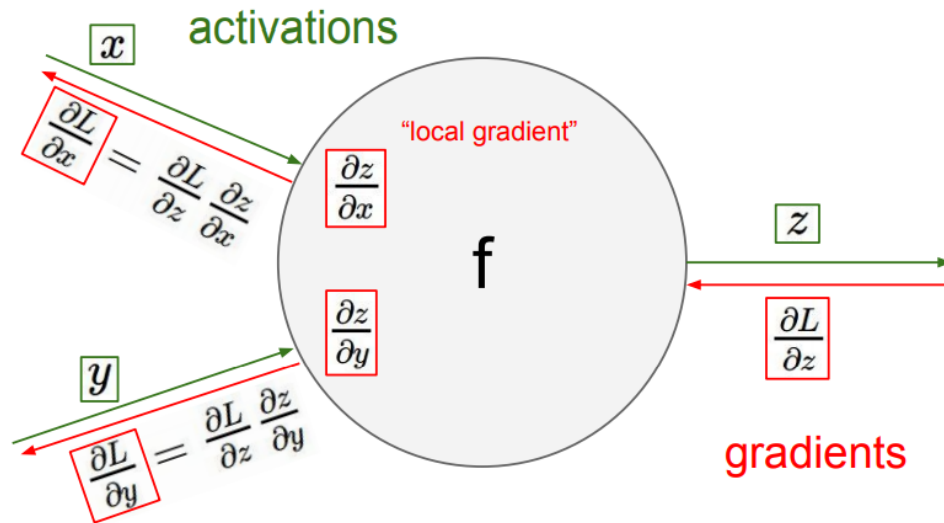 activations
x
∂L/∂x = ∂L/∂z ∂z/∂x
"local gradient"
∂z/∂x
f
z
∂z/∂y
∂L/∂z
y
∂L/∂y = ∂L/∂z ∂z/∂y
gradients